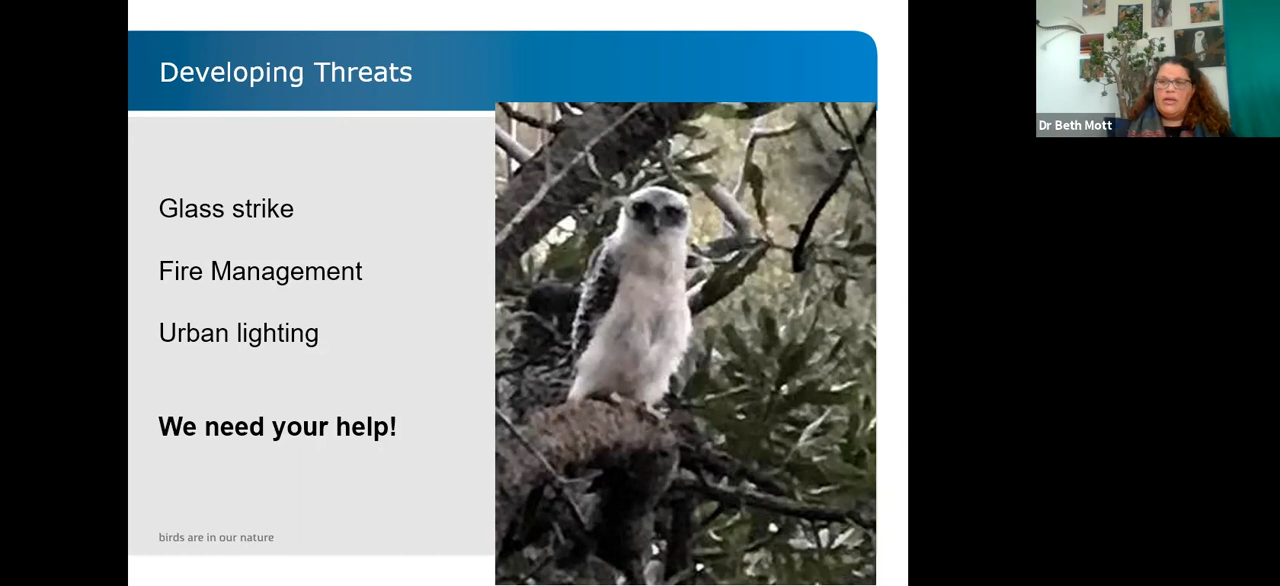 Developing Threats
Glass strike
Fire Management
Urban lighting
We need your help!
birds are in our nature
Dr Beth Mott